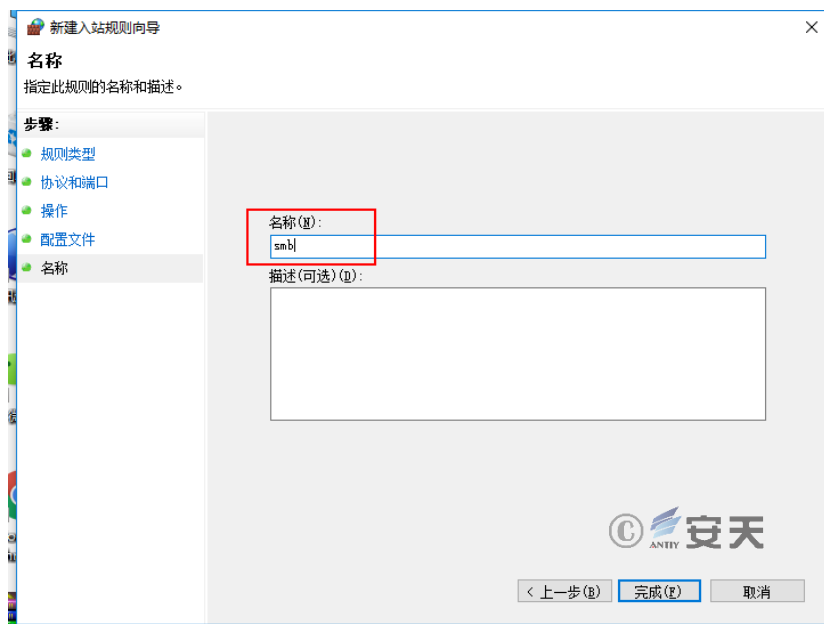 新建入站规则向导
名称
指定此规则的名称和描述。
步骤:
规则类型
协议和端口
操作
配置文件
名称
名称(N):
smb
描述(可选)(D):
© ANTIY 安天
< 上一步(B)
完成(F)
取消